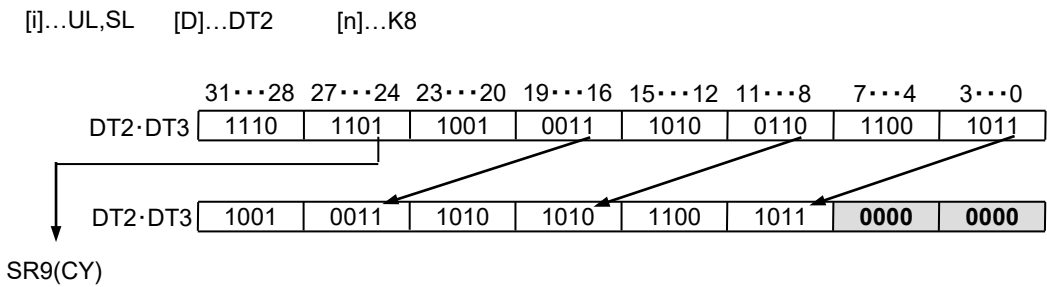 [i]…UL,SL [D]…DT2 [n]…K8
31･･･28 27･･･24 23･･･20 19･･･16 15･･･12 11･･･8 7･･･4 3･･･0
DT2･DT3 1110 1101 1001 0011 1010 0110 1100 1011
DT2･DT3 1001 0011 1010 1010 1100 1011 0000 0000
SR9(CY)